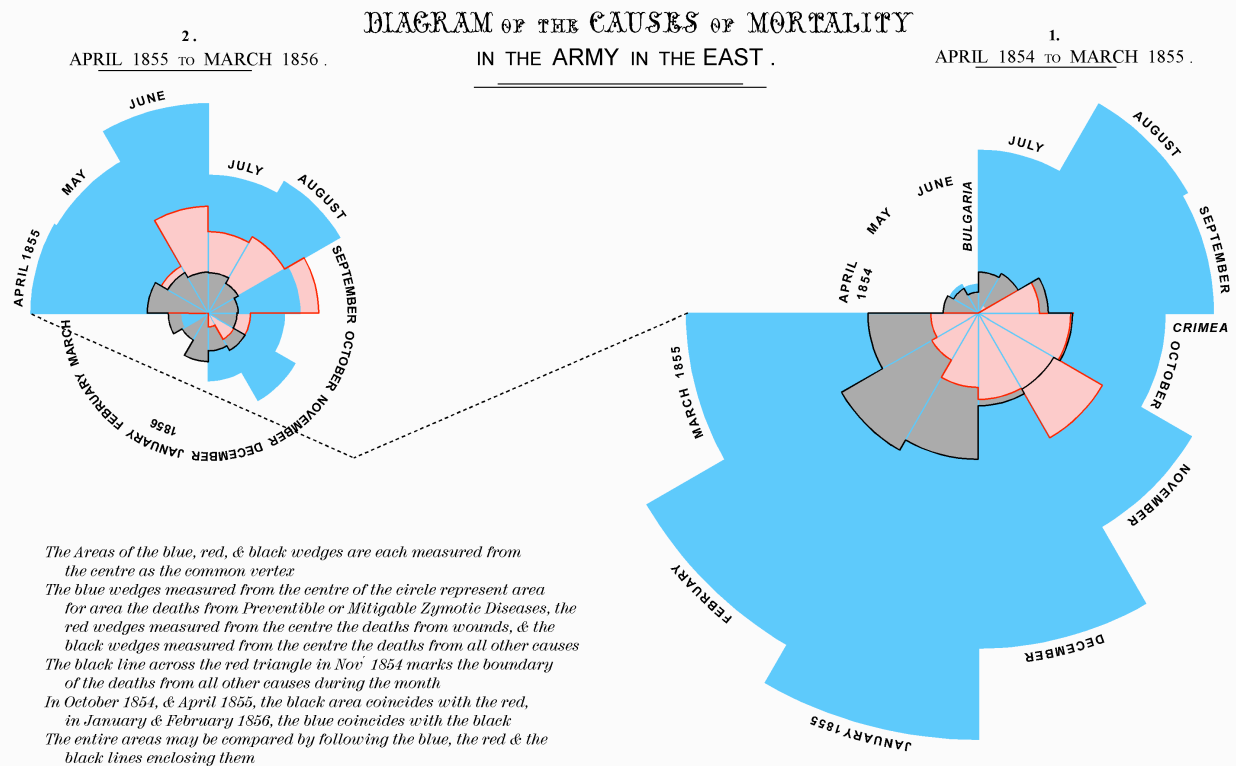 DIAGRAM OF THE CAUSES OF MORTALITY
IN THE ARMY IN THE EAST .
2.
APRIL 1855 TO MARCH 1856 .
1.
APRIL 1854 TO MARCH 1855 .
JUNE
JULY
AUGUST
MAY
APRIL 1855
SEPTEMBER
OCTOBER
NOVEMBER
DECEMBER
JANUARY
1856
FEBRUARY
MARCH
JULY
AUGUST
JUNE
BULGARIA
MAY
APRIL
1854
SEPTEMBER
CRIMEA
OCTOBER
NOVEMBER
DECEMBER
JANUARY 1855
FEBRUARY
MARCH 1855
The Areas of the blue, red, & black wedges are each measured from
the centre as the common vertex
The blue wedges measured from the centre of the circle represent area
for area the deaths from Preventible or Mitigable Zymotic Diseases, the
red wedges measured from the centre the deaths from wounds, & the
black wedges measured from the centre the deaths from all other causes
The black line across the red triangle in Nov' 1854 marks the boundary
of the deaths from all other causes during the month
In October 1854, & April 1855, the black area coincides with the red,
in January & February 1856, the blue coincides with the black
The entire areas may be compared by following the blue, the red & the
black lines enclosing them